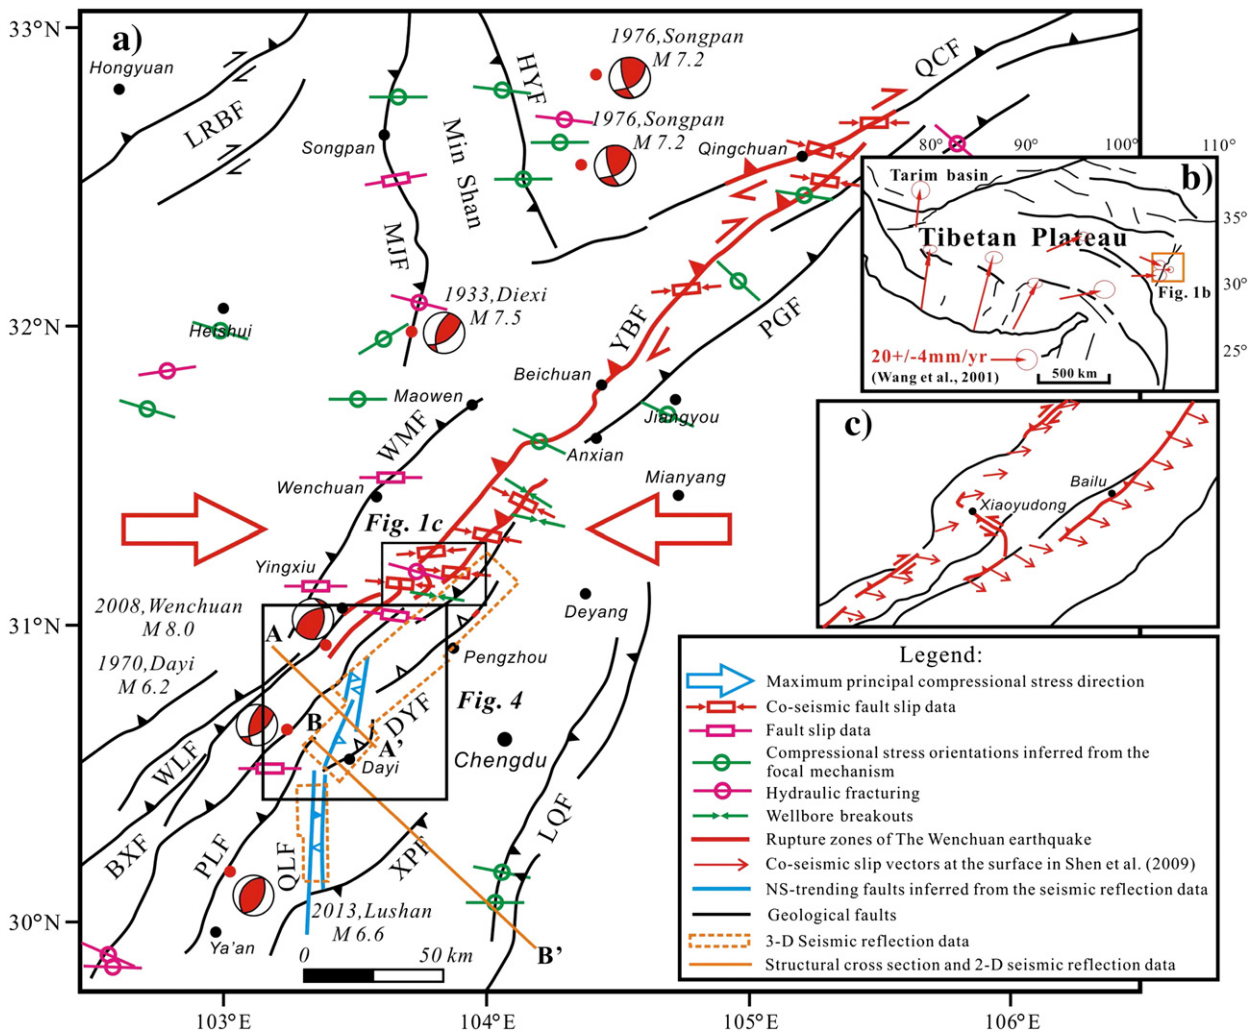 a)
33°N
32°N
31°N
30°N
103°E
104°E
105°E
106°E
Hongyuan
LRBF
Songpan
MJF
Min Shan
HYF
1976,Songpan
M 7.2
1976,Songpan
M 7.2
QCF
Qingchuan
1933,Diexi
M 7.5
Heishui
Maowen
WMF
Wenchuan
Beichuan
YBF
PGF
Jiangyou
Anxian
Mianyang
Fig. 1c
Yingxiu
2008,Wenchuan
M 8.0
1970,Dayi
M 6.2
A
B
A'
B'
Deyang
Pengzhou
Fig. 4
DYF
Dayi
Chengdu
WLF
BXF
PLF
QLF
XPF
LQF
2013,Lushan
M 6.6
Ya'an
0
50 km
b)
80°
90°
100°
110°
35°
30°
25°
Tarim basin
Tibetan Plateau
Fig. 1b
20+/-4mm/yr
(Wang et al., 2001)
500 km
c)
Bailu
Xiaoyudong
Legend:
Maximum principal compressional stress direction
Co-seismic fault slip data
Fault slip data
Compressional stress orientations inferred from the
focal mechanism
Hydraulic fracturing
Wellbore breakouts
Rupture zones of The Wenchuan earthquake
Co-seismic slip vectors at the surface in Shen et al. (2009)
NS-trending faults inferred from the seismic reflection data
Geological faults
3-D Seismic reflection data
Structural cross section and 2-D seismic reflection data